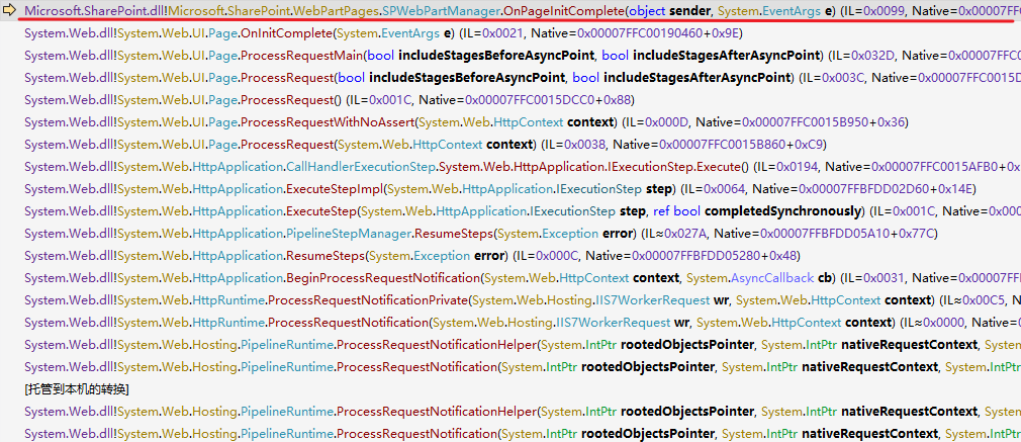 Microsoft.SharePoint.dll!Microsoft.SharePoint.WebPartPages.SPWebPartManager.OnPageInitComplete(object sender, System.EventArgs e) (IL=0x0099, Native=0x00007FFC
System.Web.dll!System.Web.UI.Page.OnInitComplete(System.EventArgs e) (IL=0x0021, Native=0x00007FFC00190460+0x9E)
System.Web.dll!System.Web.UI.Page.ProcessRequestMain(bool includeStagesBeforeAsyncPoint, bool includeStagesAfterAsyncPoint) (IL=0x032D, Native=0x00007FFC
System.Web.dll!System.Web.UI.Page.ProcessRequest(bool includeStagesBeforeAsyncPoint, bool includeStagesAfterAsyncPoint) (IL=0x003C, Native=0x00007FFC0015D
System.Web.dll!System.Web.UI.Page.ProcessRequest() (IL=0x001C, Native=0x00007FFC0015DCC0+0x88)
System.Web.dll!System.Web.UI.Page.ProcessRequestWithNoAssert(System.Web.HttpContext context) (IL=0x000D, Native=0x00007FFC0015B950+0x36)
System.Web.dll!System.Web.UI.Page.ProcessRequest(System.Web.HttpContext context) (IL=0x0038, Native=0x00007FFC0015B860+0xC9)
System.Web.dll!System.Web.HttpApplication.CallHandlerExecutionStep.System.Web.HttpApplication.IExecutionStep.Execute() (IL=0x0194, Native=0x00007FFC0015AFB0+0x
System.Web.dll!System.Web.HttpApplication.ExecuteStepImpl(System.Web.HttpApplication.IExecutionStep step) (IL=0x0064, Native=0x00007FFBFDD02D60+0x14E)
System.Web.dll!System.Web.HttpApplication.ExecuteStep(System.Web.HttpApplication.IExecutionStep step, ref bool completedSynchronously) (IL=0x001C, Native=0x000
System.Web.dll!System.Web.HttpApplication.PipelineStepManager.ResumeSteps(System.Exception error) (IL≈0x027A, Native=0x00007FFBFDD05A10+0x77C)
System.Web.dll!System.Web.HttpApplication.ResumeSteps(System.Exception error) (IL=0x000C, Native=0x00007FFBFDD05280+0x48)
System.Web.dll!System.Web.HttpApplication.BeginProcessRequestNotification(System.Web.HttpContext context, System.AsyncCallback cb) (IL=0x0031, Native=0x00007FF
System.Web.dll!System.Web.HttpRuntime.ProcessRequestNotificationPrivate(System.Web.Hosting.IIS7WorkerRequest wr, System.Web.HttpContext context) (IL≈0x00C5, N
System.Web.dll!System.Web.HttpRuntime.ProcessRequestNotification(System.Web.Hosting.IIS7WorkerRequest wr, System.Web.HttpContext context) (IL≈0x0000, Native=0
System.Web.dll!System.Web.Hosting.PipelineRuntime.ProcessRequestNotificationHelper(System.IntPtr rootedObjectsPointer, System.IntPtr nativeRequestContext, System
System.Web.dll!System.Web.Hosting.PipelineRuntime.ProcessRequestNotification(System.IntPtr rootedObjectsPointer, System.IntPtr nativeRequestContext, System.IntPtr
[托管到本机的转换]
System.Web.dll!System.Web.Hosting.PipelineRuntime.ProcessRequestNotificationHelper(System.IntPtr rootedObjectsPointer, System.IntPtr nativeRequestContext, System
System.Web.dll!System.Web.Hosting.PipelineRuntime.ProcessRequestNotification(System.IntPtr rootedObjectsPointer, System.IntPtr nativeRequestContext, System.IntPtr